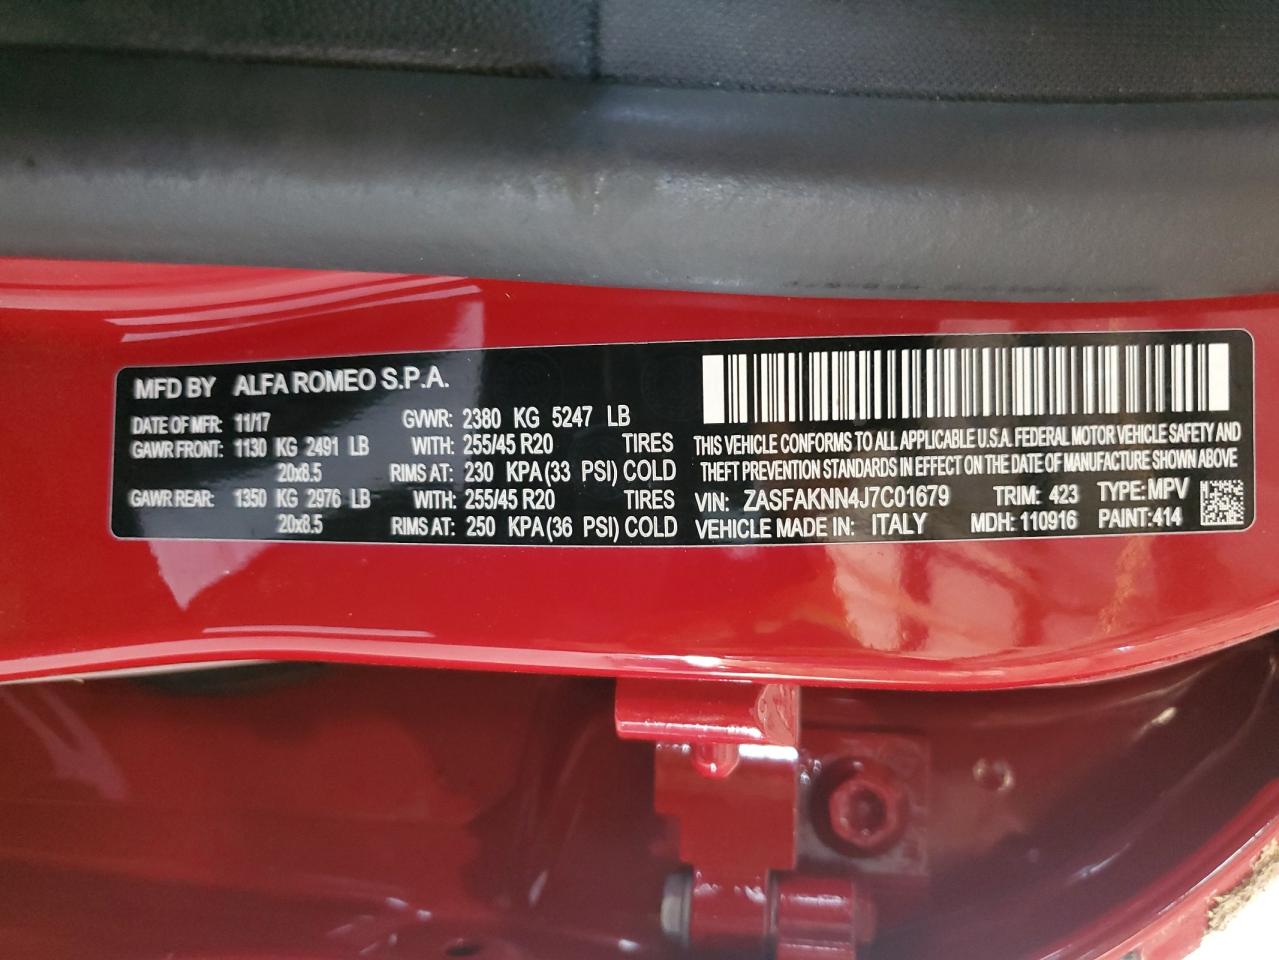 MFD BY ALFA ROMEO S.P.A.
DATE OF MFR: 11/17 GVWR: 2380 KG 5247 LB
GAWR FRONT: 1130 KG 2491 LB WITH: 255/45 R20 TIRES
20x8.5 RIMS AT: 230 KPA(33 PSI) COLD
GAWR REAR: 1350 KG 2976 LB WITH: 255/45 R20 TIRES
20x8.5 RIMS AT: 250 KPA(36 PSI) COLD
THIS VEHICLE CONFORMS TO ALL APPLICABLE U.S.A. FEDERAL MOTOR VEHICLE SAFETY AND
THEFT PREVENTION STANDARDS IN EFFECT ON THE DATE OF MANUFACTURE SHOWN ABOVE
VIN: ZASFAKNN4J7C01679 TRIM: 423 TYPE: MPV
VEHICLE MADE IN: ITALY MDH: 110916 PAINT:414